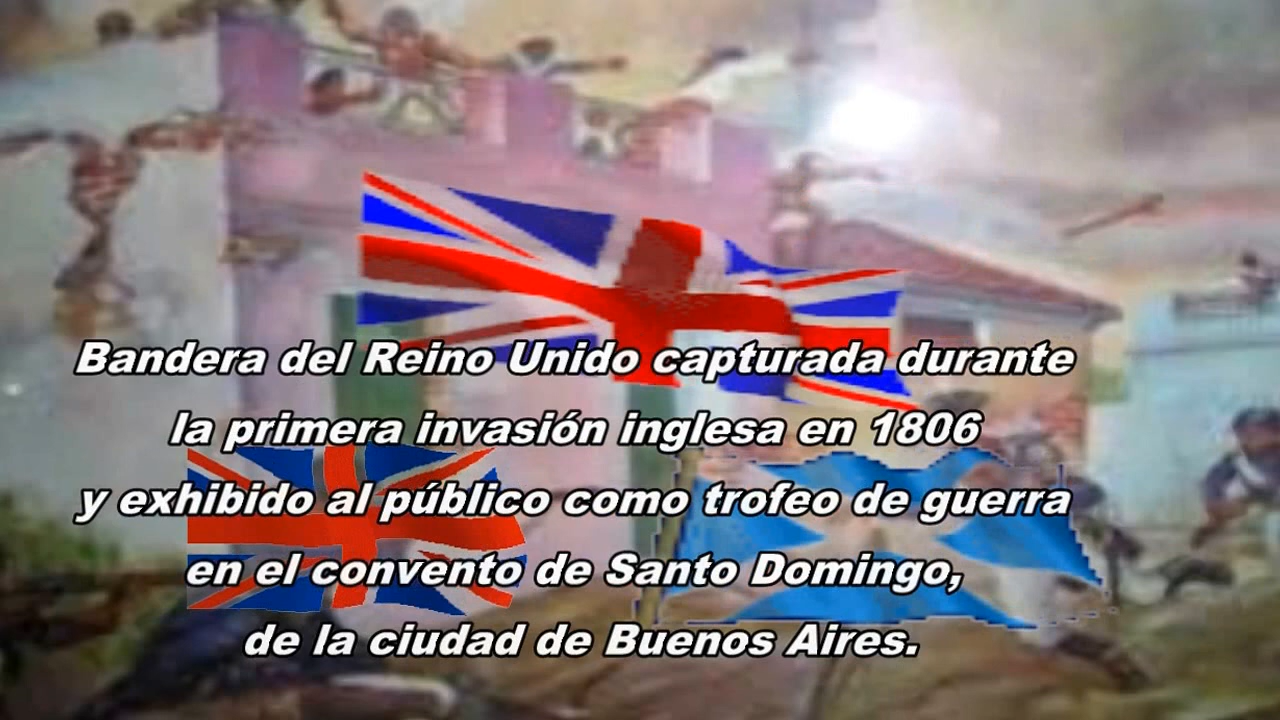 Bandera del Reino Unido capturada durante
la primera invasión inglesa en 1806
y exhibido al público como trofeo de guerra
en el convento de Santo Domingo,
de la ciudad de Buenos Aires.